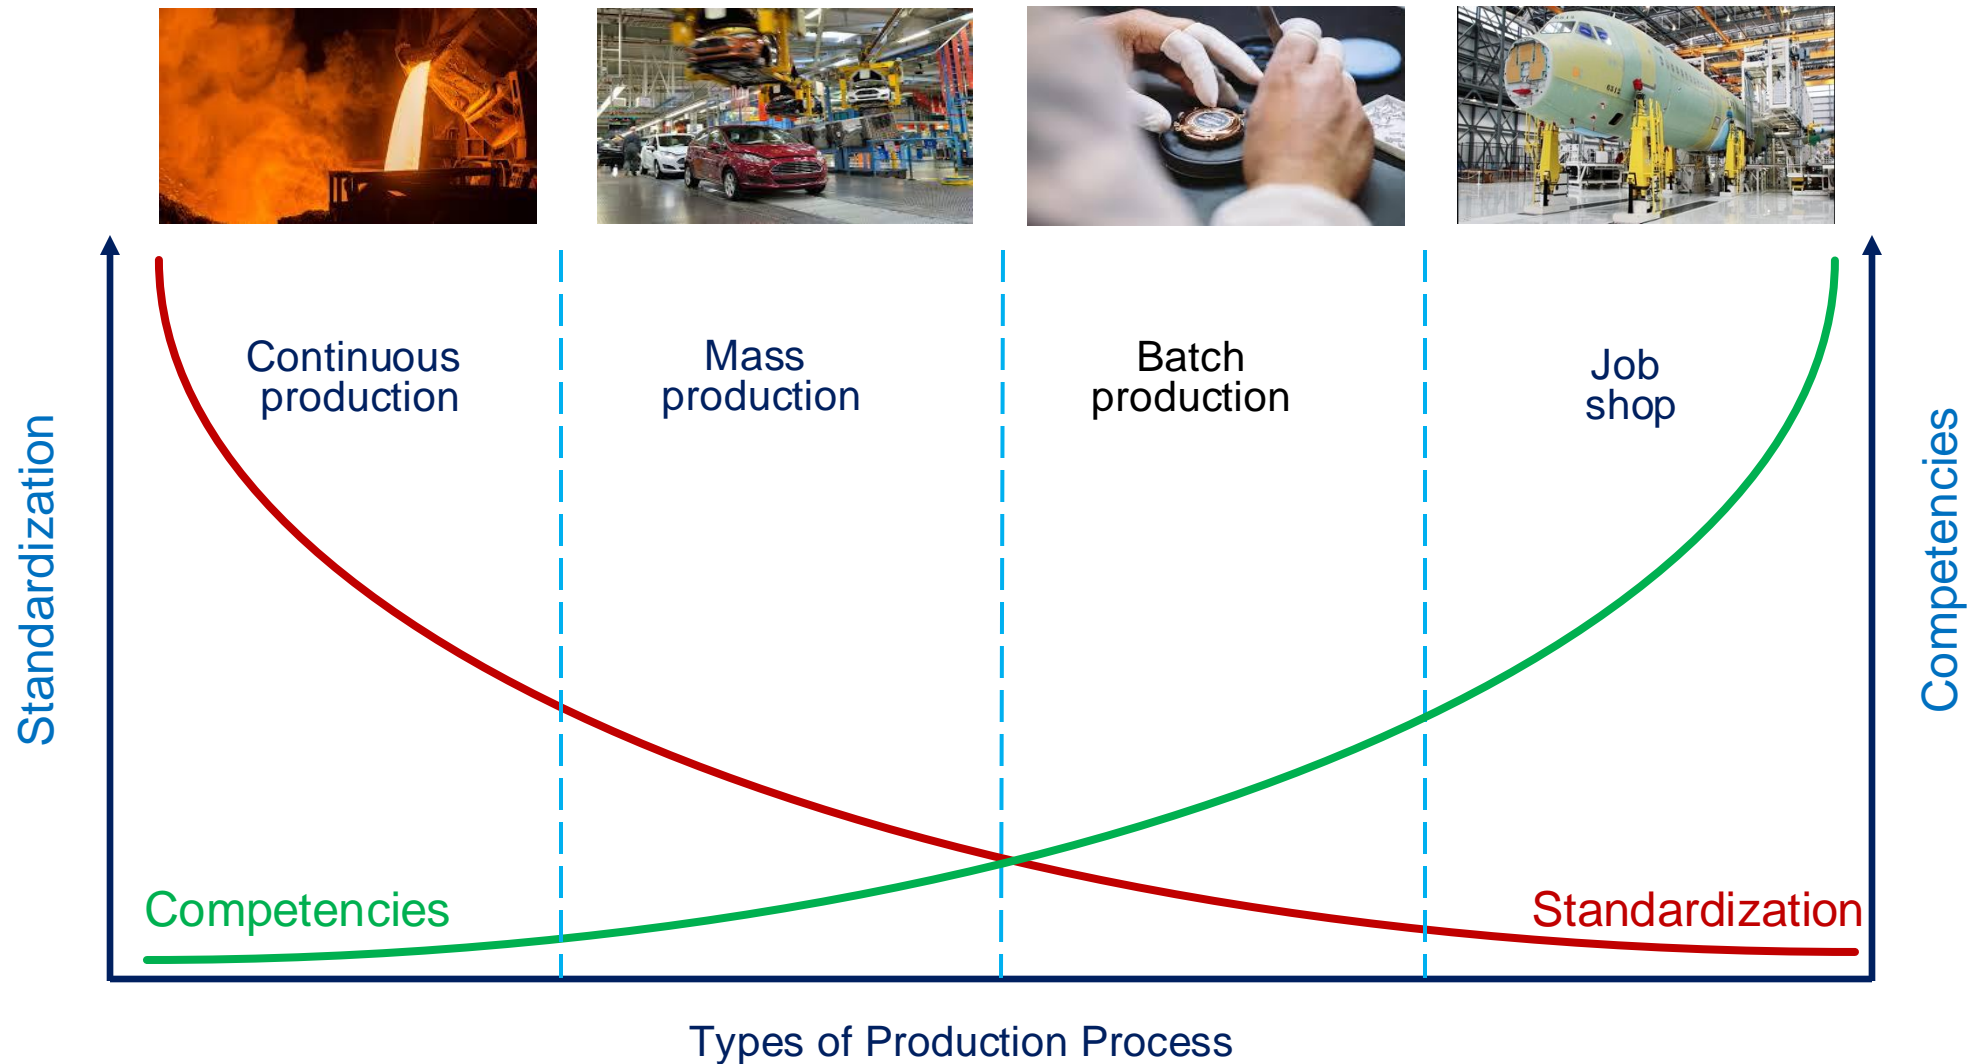 Continuous
production
Mass
production
Batch
production
Job
shop
Standardization
Competencies
Competencies
Standardization
Types of Production Process